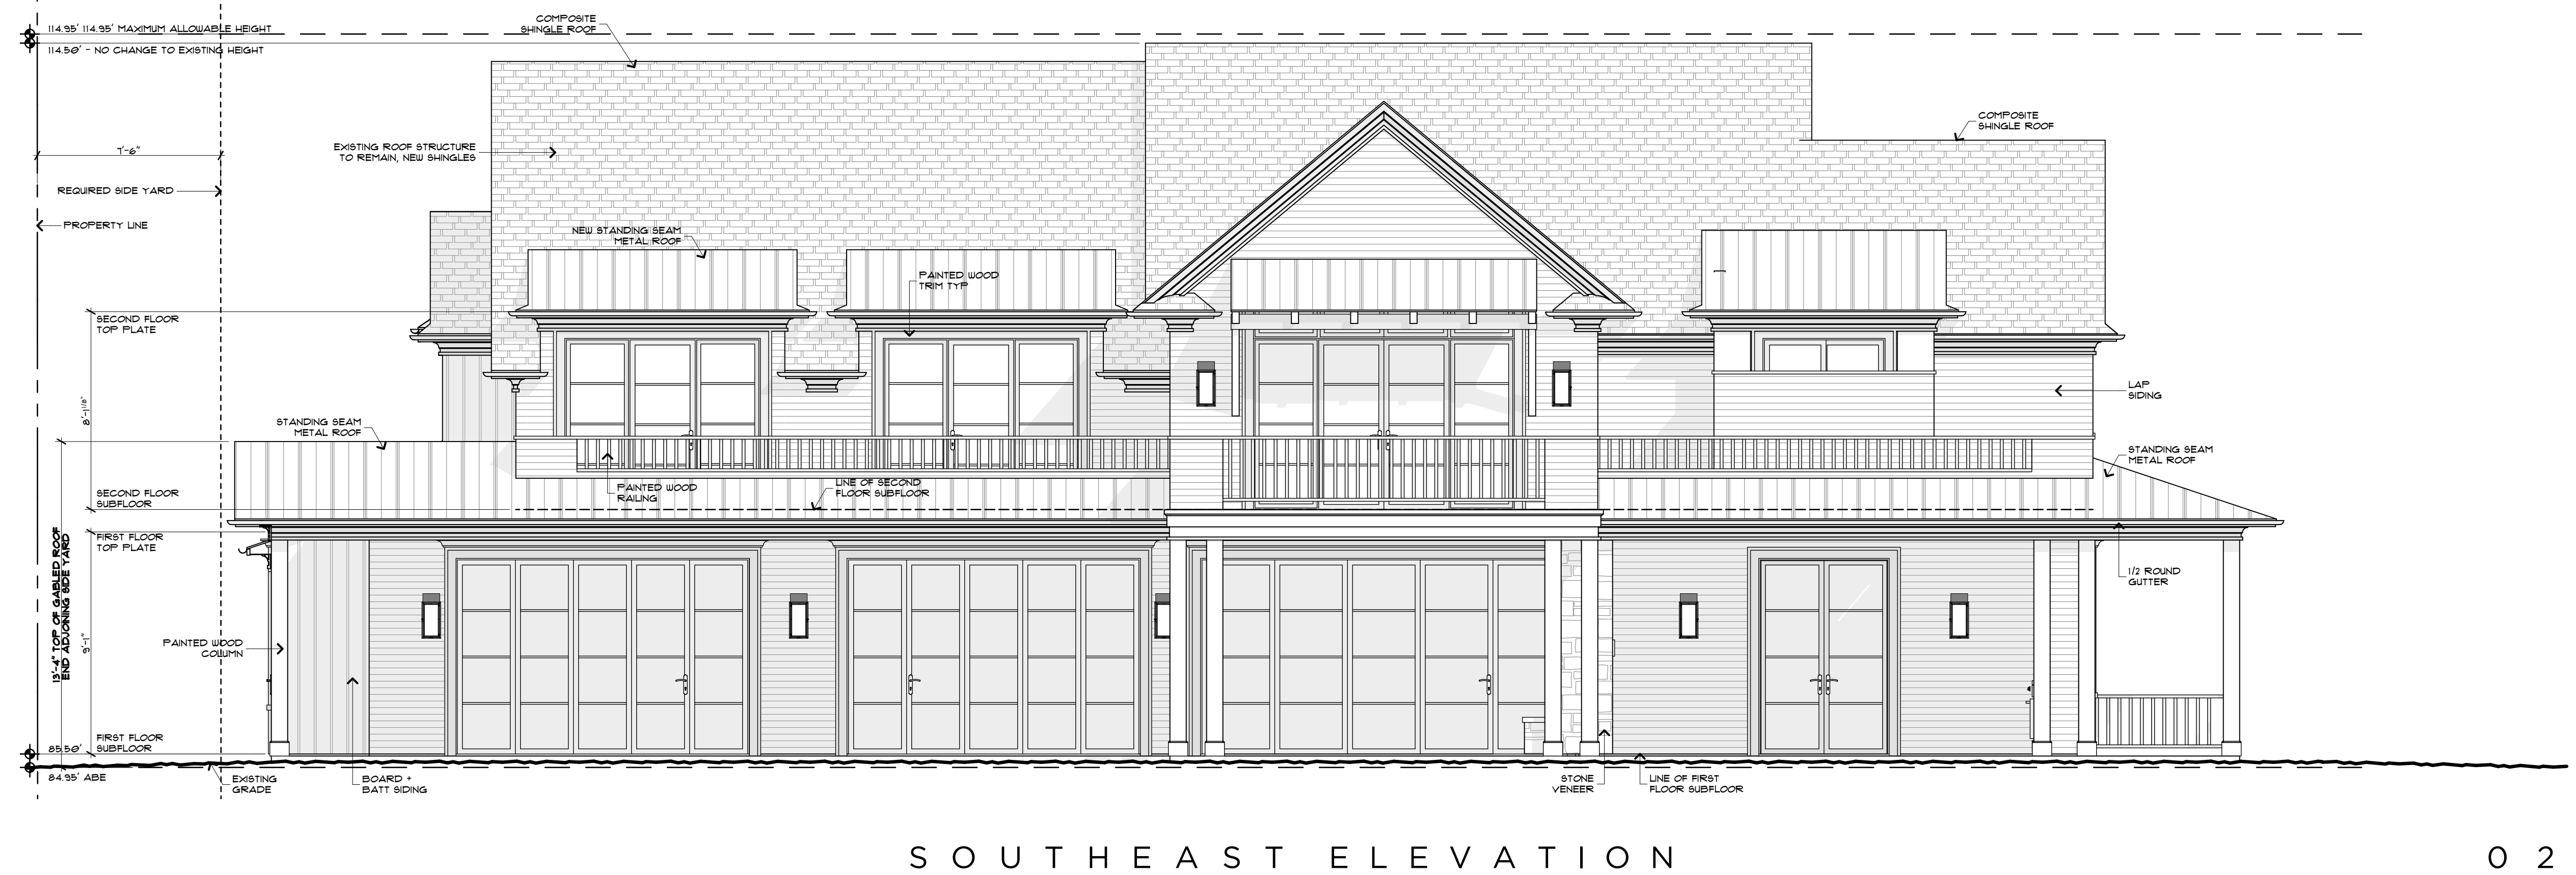 COMPOSITE
SHINGLE ROOF
114.95' 114.95' MAXIMUM ALLOWABLE HEIGHT
114.50' - NO CHANGE TO EXISTING HEIGHT
COMPOSITE
SHINGLE ROOF
7'-6"
EXISTING ROOF STRUCTURE
TO REMAIN, NEW SHINGLES
REQUIRED SIDE YARD
PROPERTY LINE
NEW STANDING SEAM
METAL ROOF
PAINTED WOOD
TRIM TYP
SECOND FLOOR
TOP PLATE
8'-1 1/8"
LAP
SIDING
STANDING SEAM
METAL ROOF
STANDING SEAM
METAL ROOF
PAINTED WOOD
RAILING
LINE OF SECOND
FLOOR SUBFLOOR
SECOND FLOOR
SUBFLOOR
FIRST FLOOR
TOP PLATE
1/2 ROUND
GUTTER
13'-4" TOP OF GABLED ROOF
END ADJOINING SIDE YARD
9'-1"
PAINTED WOOD
COLUMN
FIRST FLOOR
SUBFLOOR
85.50'
84.95' ABE
EXISTING
GRADE
BOARD +
BATT SIDING
STONE
VENEER
LINE OF FIRST
FLOOR SUBFLOOR
SOUTHEAST ELEVATION
02